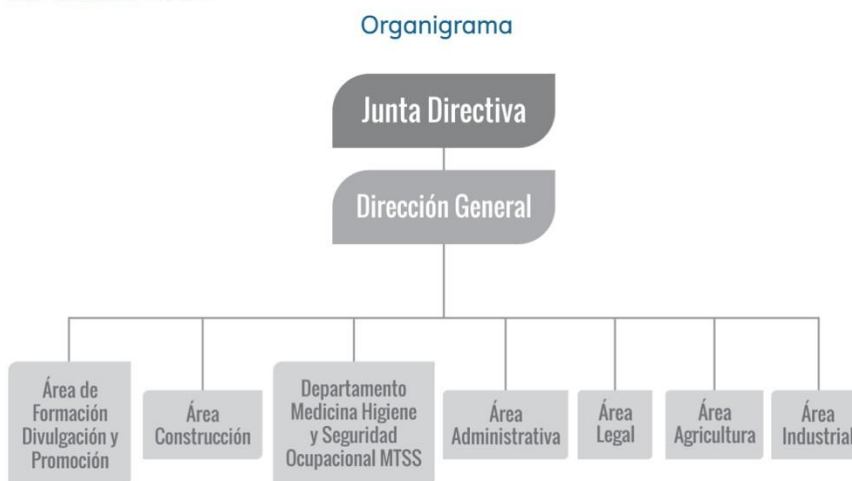 Organigrama
Junta Directiva
Dirección General
Área de
Formación
Divulgación y
Promoción
Área
Construcción
Departamento
Medicina Higiene
y Seguridad
Ocupacional MTSS
Área
Administrativa
Área
Legal
Área
Agricultura
Área
Industrial